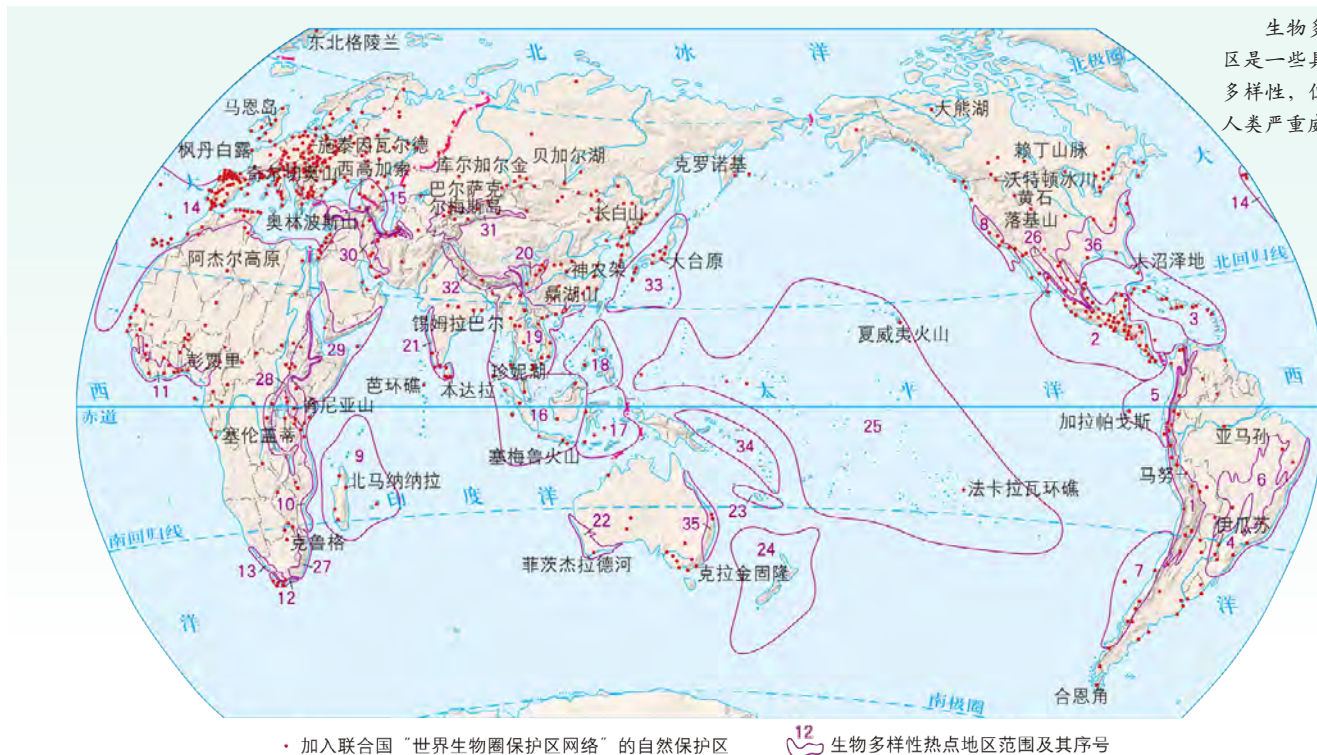 生物多
区是一些具
多样性，但
人类严重威
东北格陵兰
北冰洋
北极圈
马恩岛
大熊湖
枫丹白露
施泰因瓦尔德
西高加索
库尔加尔金
贝加尔湖
克罗诺基
赖丁山脉
沃特顿冰川
黄石
落基山
大
14
15
巴尔萨克
尔梅斯岛
奥林波斯山
长白山
31
8
26
36
大
14
30
20
阿杰尔高原
神农架
大台原
大沼泽地
北回归线
32
鼎湖山
33
锡姆拉巴尔
21
19
夏威夷火山
2
3
29
彭贾里
11
28
芭环礁
本达拉
珍妮湖
18
西
太平洋
西
赤道
肯尼亚山
16
5
加拉帕戈斯
塞伦盖蒂
17
塞梅鲁火山
34
25
亚马孙
9
北马纳纳拉
印度洋
法卡拉瓦环礁
马努
6
10
23
1
南回归线
克鲁格
22
35
伊瓜苏
4
13
27
菲茨杰拉德河
克拉金固隆
24
7
12
洋
洋
南极圈
合恩角
加入联合国“世界生物圈保护区网络”的自然保护区
12
生物多样性热点地区范围及其序号